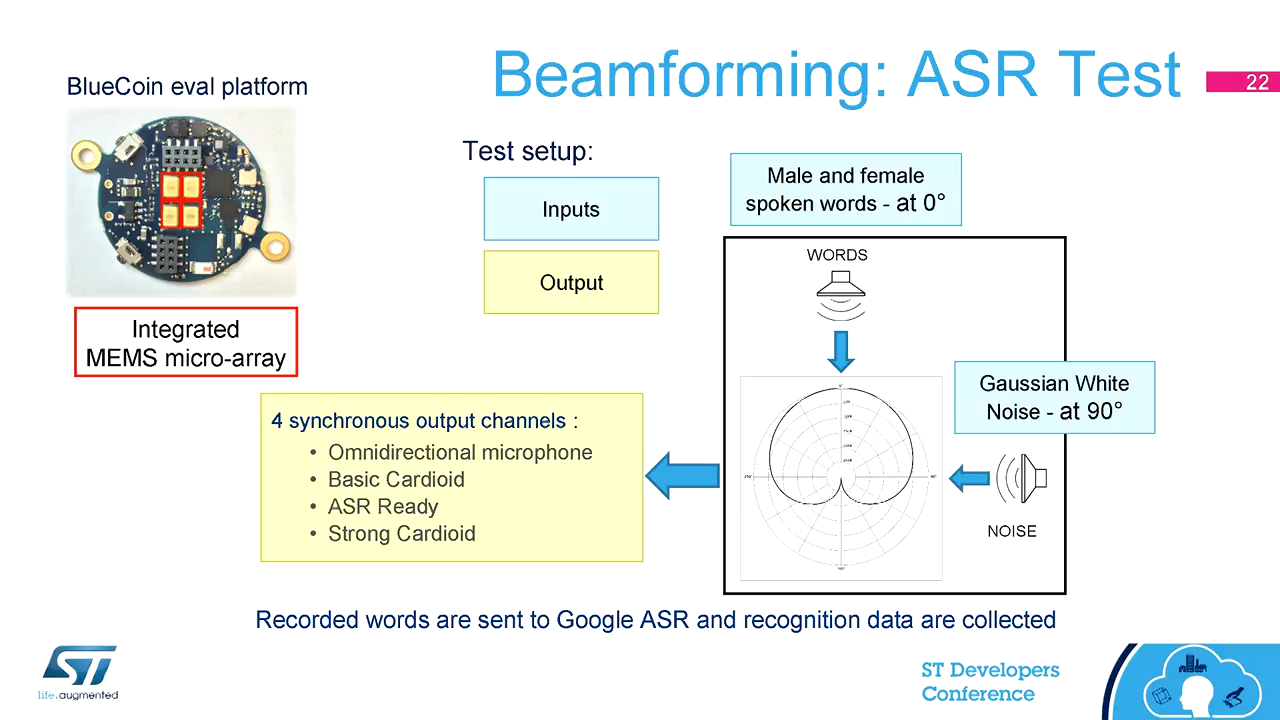 Beamforming: ASR Test
22
BlueCoin eval platform
Integrated
MEMS micro-array
Test setup:
Inputs
Output
Male and female
spoken words - at 0°
WORDS
Gaussian White
Noise - at 90°
NOISE
4 synchronous output channels :
• Omnidirectional microphone
• Basic Cardioid
• ASR Ready
• Strong Cardioid
Recorded words are sent to Google ASR and recognition data are collected
ST
life.augmented
ST Developers
Conference